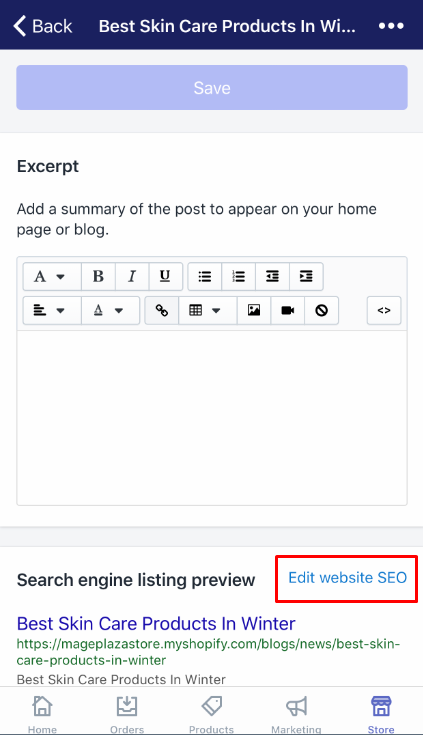 Back Best Skin Care Products In Wi... •••
Save
Excerpt
Add a summary of the post to appear on your home
page or blog.
A B I U
A <>
Search engine listing preview Edit website SEO
Best Skin Care Products In Winter
https://mageplazastore.myshopify.com/blogs/news/best-skin-
care-products-in-winter
Best Skin Care Products In Winter
Home Orders Products Marketing Store